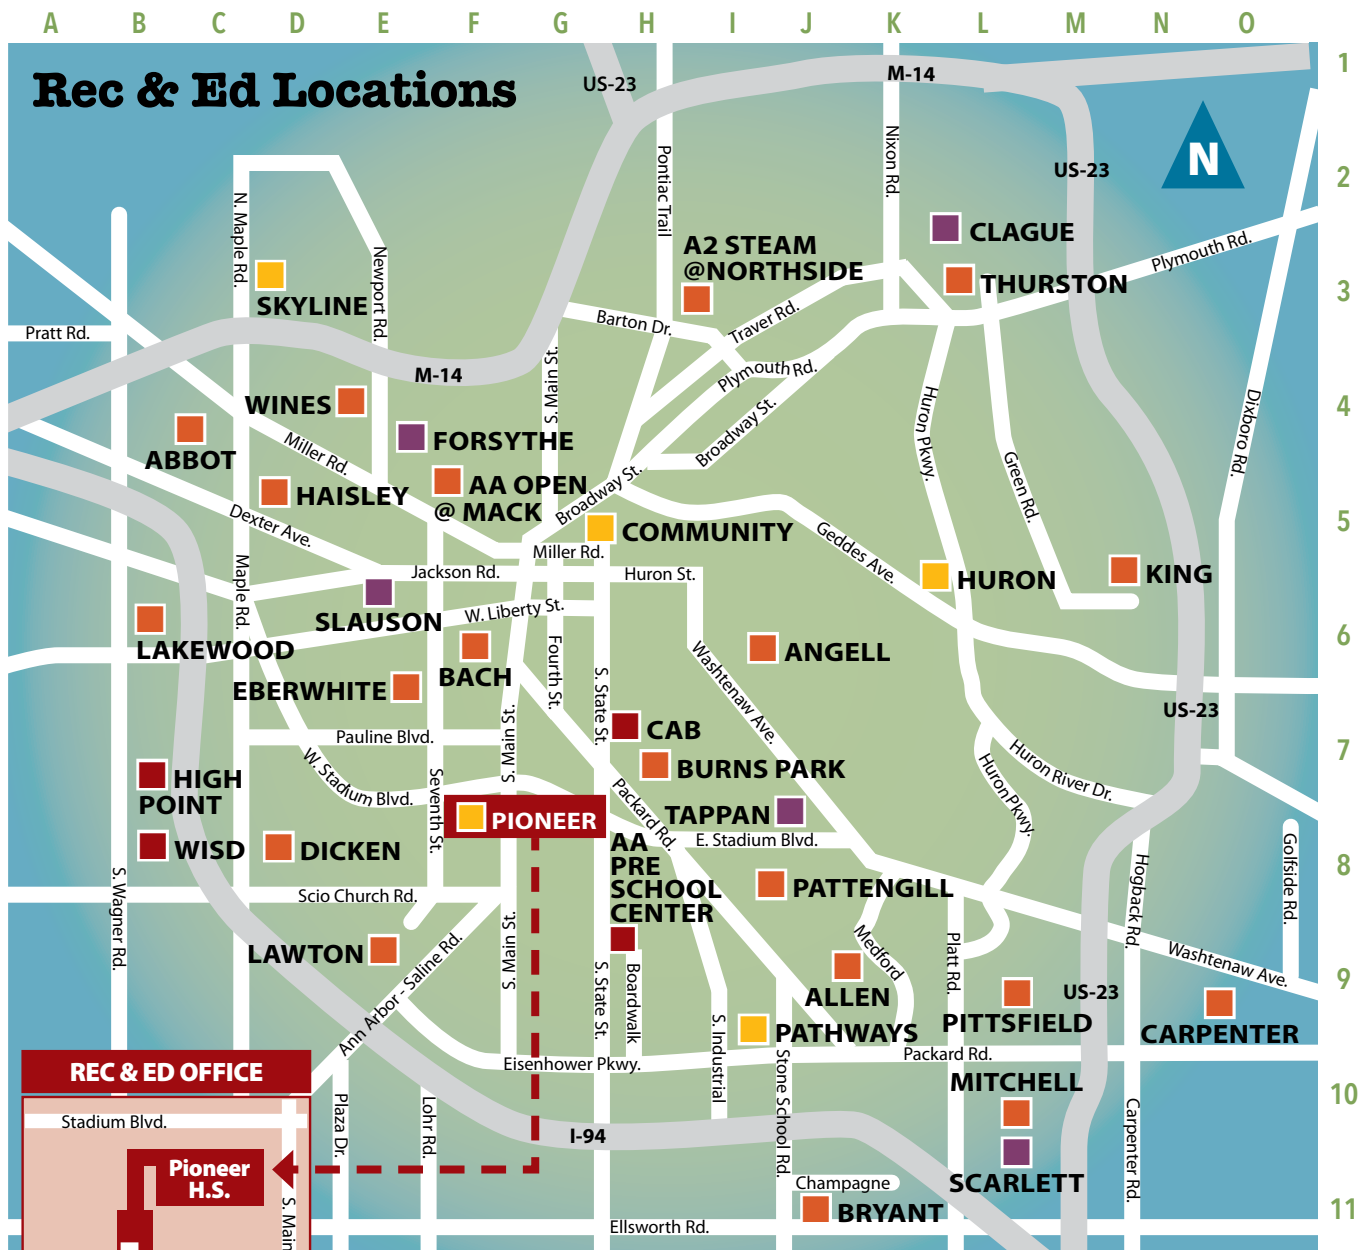 A B C D E F G H I J K L M N O
Rec & Ed Locations
US-23
M-14
1
Pontiac Trail
Nixon Rd.
US-23
N
2
N. Maple Rd.
Newport Rd.
CLAGUE
A2 STEAM
@NORTHSIDE
Plymouth Rd.
THURSTON
SKYLINE
3
Pratt Rd.
Barton Dr.
Traver Rd.
M-14
S. Main St.
Plymouth Rd.
WINES
4
Broadway St.
Huron Pkwy.
Dixboro Rd.
FORSYTHE
ABBOT
Miller Rd.
Green Rd.
HAISLEY
AA OPEN
@ MACK
Broadway St.
Dexter Ave.
5
COMMUNITY
Miller Rd.
Geddes Ave.
Jackson Rd.
Huron St.
HURON
KING
Maple Rd.
SLAUSON
W. Liberty St.
6
LAKEWOOD
Fourth St.
ANGELL
BACH
EBERWHITE
S. State St.
Washtenaw Ave.
US-23
CAB
Pauline Blvd.
S. Main St.
7
BURNS PARK
HIGH
POINT
W. Stadium Blvd.
Seventh St.
Huron Pkwy.
Huron River Dr.
PIONEER
TAPPAN
Packard Rd.
E. Stadium Blvd.
WISD
DICKEN
AA
PRE
SCHOOL
CENTER
8
PATTENGILL
Scio Church Rd.
S. Wagner Rd.
Hogback Rd.
Golfside Rd.
LAWTON
Ann Arbor - Saline Rd.
S. Main St.
S. State St.
Boardwalk
Medford
Platt Rd.
Washtenaw Ave.
9
ALLEN
US-23
PITTSFIELD
CARPENTER
S. Industrial
PATHWAYS
Packard Rd.
Eisenhower Pkwy.
REC & ED OFFICE
MITCHELL
10
Stadium Blvd.
Plaza Dr.
Lohr Rd.
I-94
Stone School Rd.
Carpenter Rd.
Pioneer
H.S.
S. Main
Champagne
SCARLETT
BRYANT
11
Ellsworth Rd.